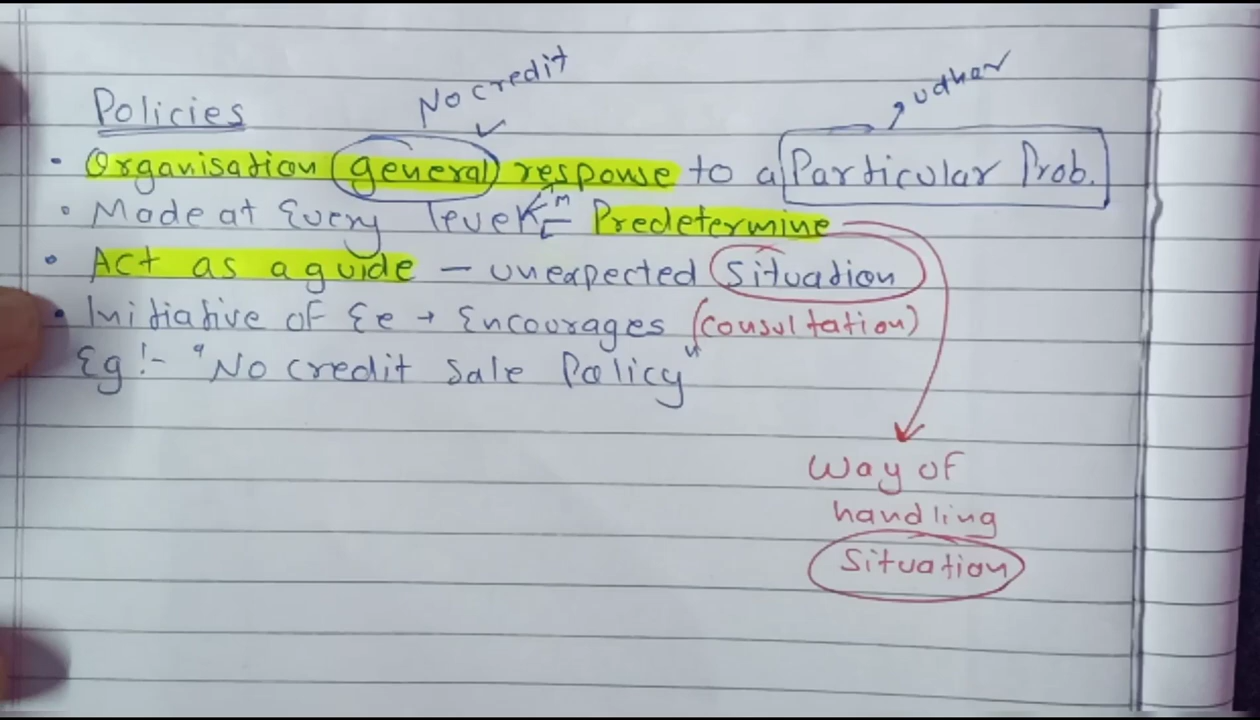 No credit
udhar
Policies
• Organisation general response to a Particular Prob.
• Made at Every level Predetermine
• Act as a guide — unexpected Situation
• Initiative of Ee → Encourages (consultation)
Eg:- "No credit Sale Policy"
Way of
handling
Situation